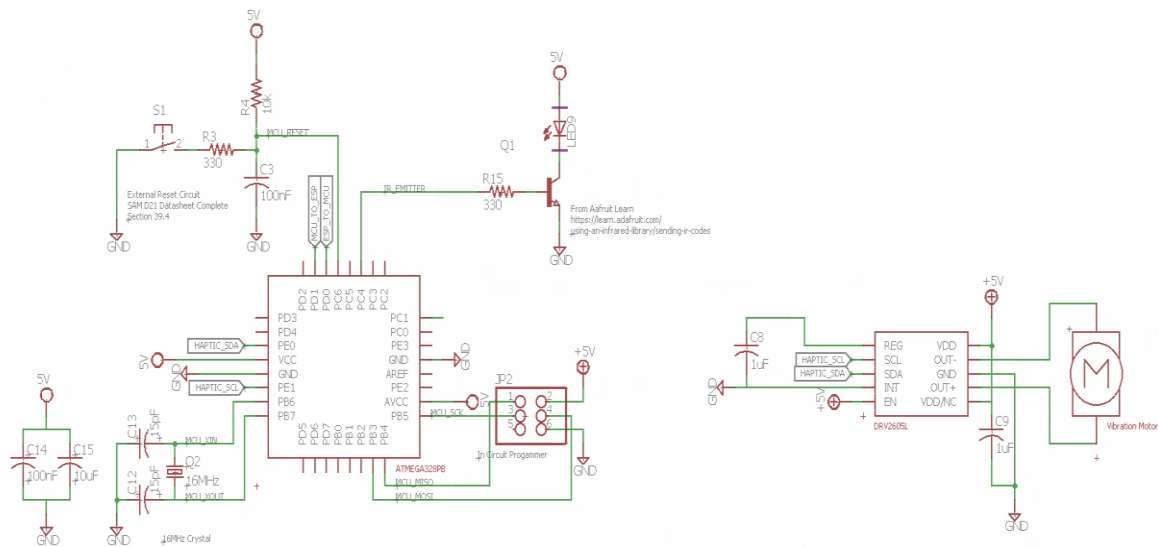 5V
R4
10k
S1
1
2
R3
330
MCU_RESET
C3
100nF
External Reset Circuit
SAM D21 Datasheet Complete
Section 39.4
GND
GND
MCU_TO_ESP
ESP_TO_MCU
IR_EMITTER
R15
330
Q1
5V
LED9
From Aafruit Learn
https://learn.adafruit.com/
using-an-infrared-library/sending-ir-codes
GND
PD2
PD1
PD0
PC6
PC5
PC4
PC3
PC2
PD3
PD4
PE0
VCC
GND
PE1
PB6
PB7
PC1
PC0
PE3
GND
AREF
PE2
AVCC
PB5
PD5
PD6
PD7
PB0
PB1
PB2
PB3
PB4
ATMEGA328PB
HAPTIC_SDA
5V
GND
HAPTIC_SCL
GND
5V
MCU_SCK
MCU_MISO
MCU_MOSI
JP2
1
2
3
4
5
6
+5V
GND
In Circuit Progammer
5V
C14
100nF
C15
10uF
GND
C13
15pF
C12
15pF
MCU_XIN
Q2
16MHz
MCU_XOUT
GND
16MHz Crystal
C8
1uF
GND
HAPTIC_SCL
HAPTIC_SDA
+5V
REG
SCL
SDA
INT
EN
VDD
OUT-
GND
OUT+
VDD/NC
DRV2605L
+5V
C9
1uF
GND
M
Vibration Motor